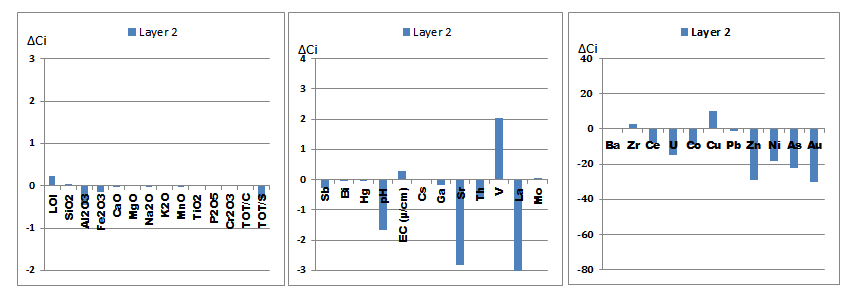 Layer 2
ΔCi
3
2
1
0
-1
-2
LOI
SiO2
Al2O3
Fe2O3
CaO
MgO
Na2O
K2O
MnO
TiO2
P2O5
Cr2O3
TOT/C
TOT/S
Layer 2
ΔCi
4
3
2
1
0
-1
-2
-3
Sb
Bi
Hg
pH
EC (µ/cm)
Cs
Ga
Sr
Th
V
La
Mo
Layer 2
ΔCi
40
20
0
-20
-40
-60
-80
Ba
Zr
Ce
U
Co
Cu
Pb
Zn
Ni
As
Au